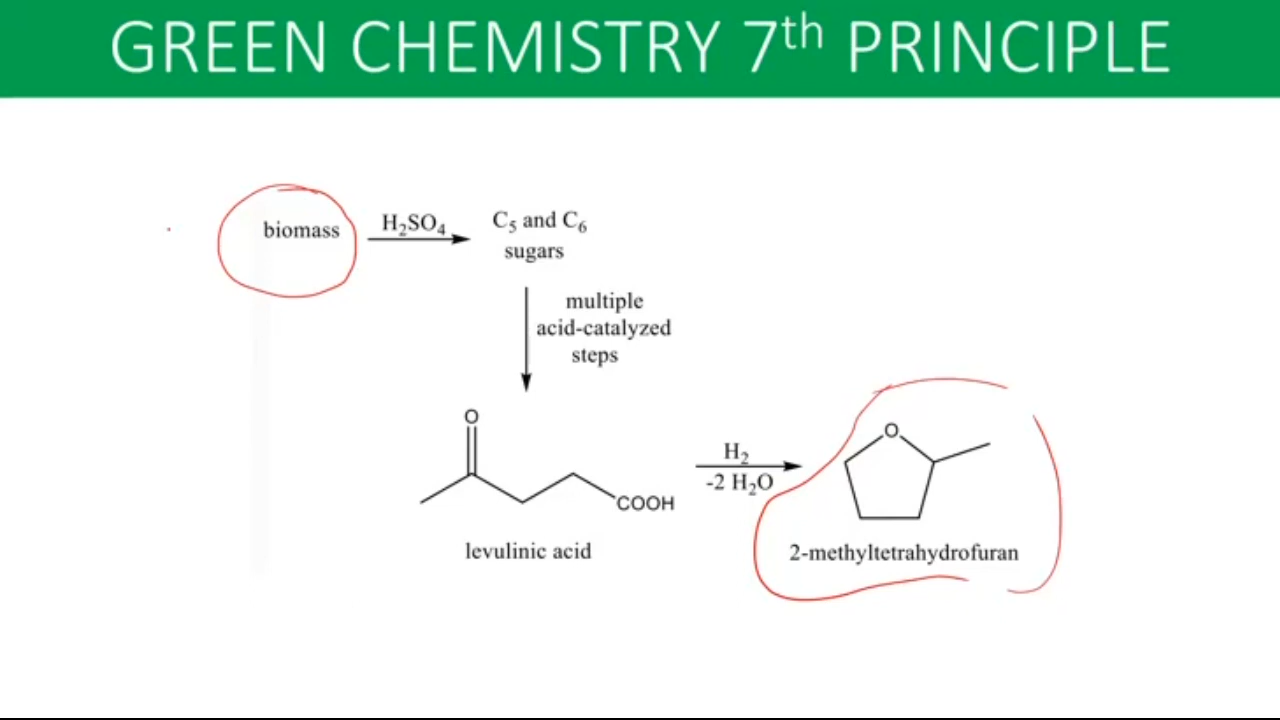 GREEN CHEMISTRY 7th PRINCIPLE
biomass
H₂SO₄
C₅ and C₆
sugars
multiple
acid-catalyzed
steps
O
COOH
levulinic acid
H₂
-2 H₂O
O
2-methyltetrahydrofuran